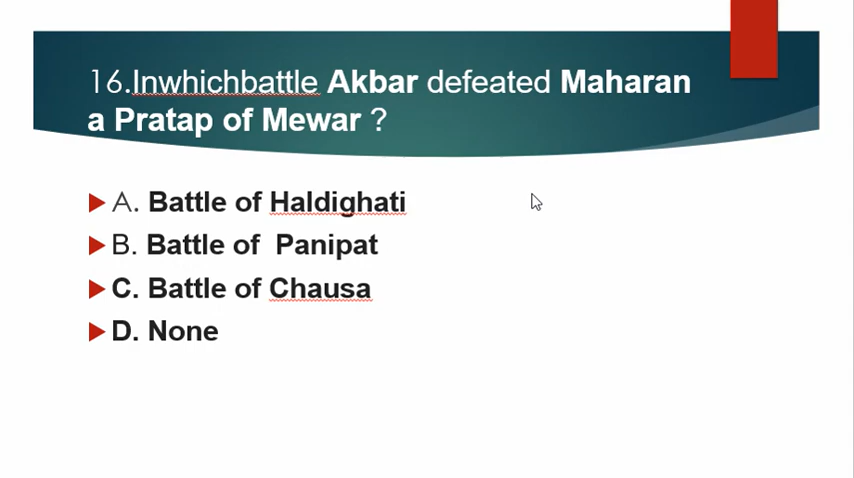 16.Inwhichbattle Akbar defeated Maharan
a Pratap of Mewar ?
A. Battle of Haldighati
B. Battle of Panipat
C. Battle of Chausa
D. None